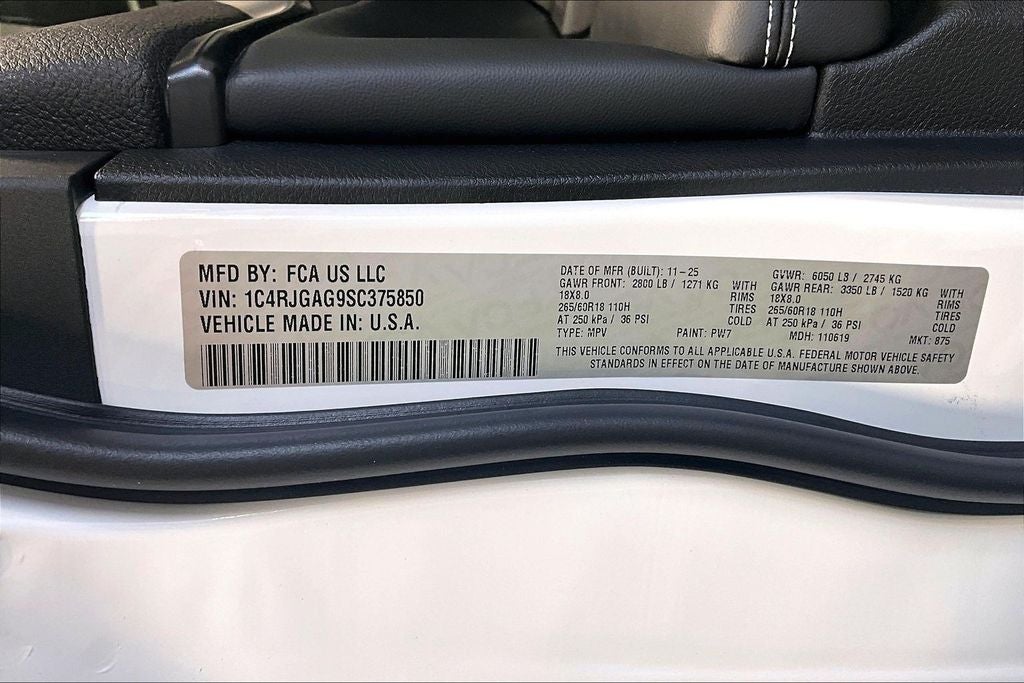 MFD BY: FCA US LLC
VIN: 1C4RJGAG9SC375850
VEHICLE MADE IN: U.S.A.
DATE OF MFR (BUILT): 11-25
GAWR FRONT: 2800 LB / 1271 KG WITH
18X8.0 RIMS
265/60R18 110H TIRES
AT 250 kPa / 36 PSI COLD
TYPE: MPV PAINT: PW7
GVWR: 6050 LB / 2745 KG
GAWR REAR: 3350 LB / 1520 KG WITH
18X8.0 RIMS
265/60R18 110H TIRES
AT 250 kPa / 36 PSI COLD
MDH: 110619 MKT: 875
THIS VEHICLE CONFORMS TO ALL APPLICABLE U.S.A. FEDERAL MOTOR VEHICLE SAFETY
STANDARDS IN EFFECT ON THE DATE OF MANUFACTURE SHOWN ABOVE.